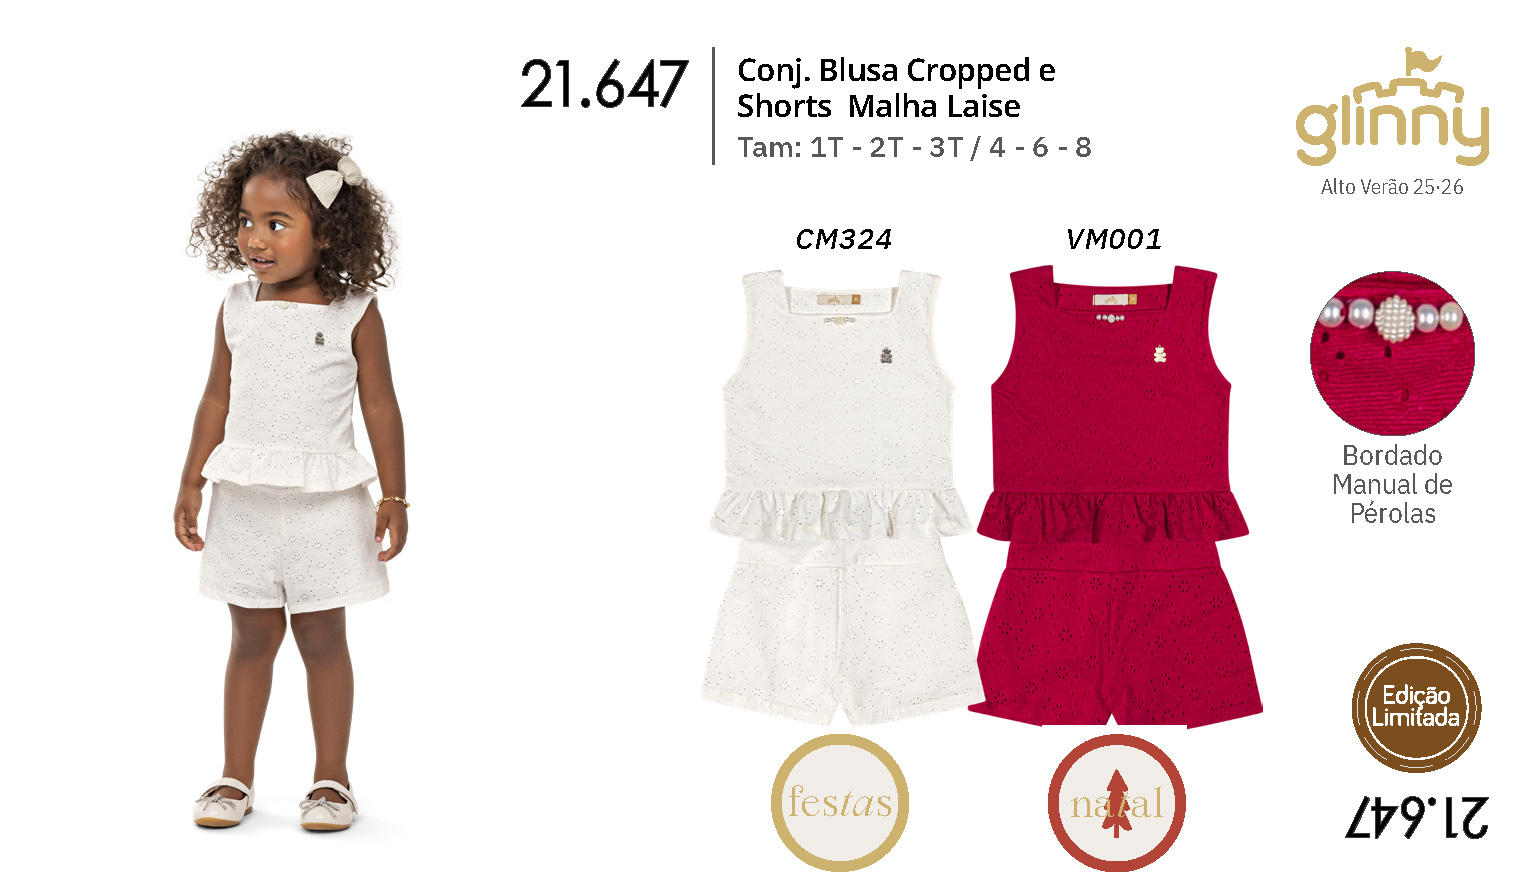 21.647
Conj. Blusa Cropped e
Shorts Malha Laise
Tam: 1T - 2T - 3T / 4 - 6 - 8
glinny
Alto Verão 25·26
CM324
VM001
Bordado
Manual de
Pérolas
Edição
Limitada
festas
natal
21.647